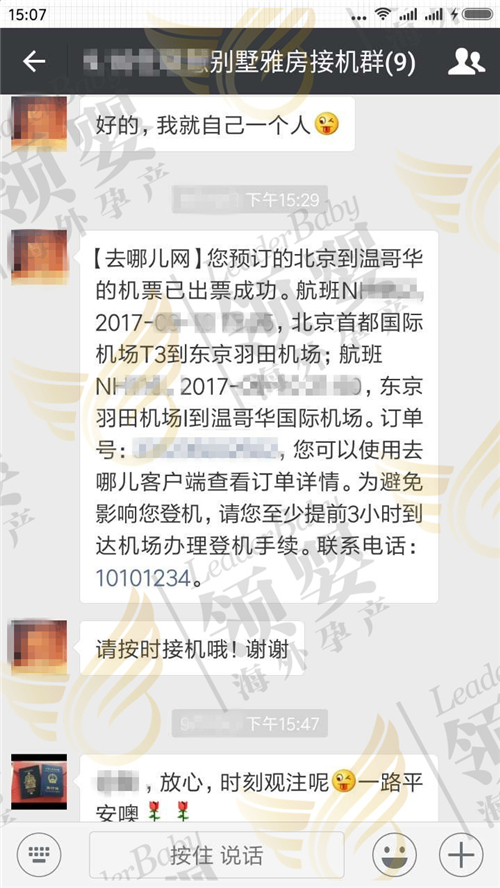 15:07
别墅雅房接机群(9)
好的，我就自己一个人
下午15:29
【去哪儿网】您预订的北京到温哥华
的机票已出票成功。航班NH
2017-
，北京首都国际
机场T3到东京羽田机场；航班
NH
，2017-
0，东京
羽田机场I到温哥华国际机场。订单
号：
，您可以使用去
哪儿客户端查看订单详情。为避免
影响您登机，请您至少提前3小时到
达机场办理登机手续。联系电话：
10101234。
请按时接机哦！谢谢
下午15:47
，放心，时刻观注呢
一路平
安噢
按住 说话
LeaderBaby
领婴
海外孕产